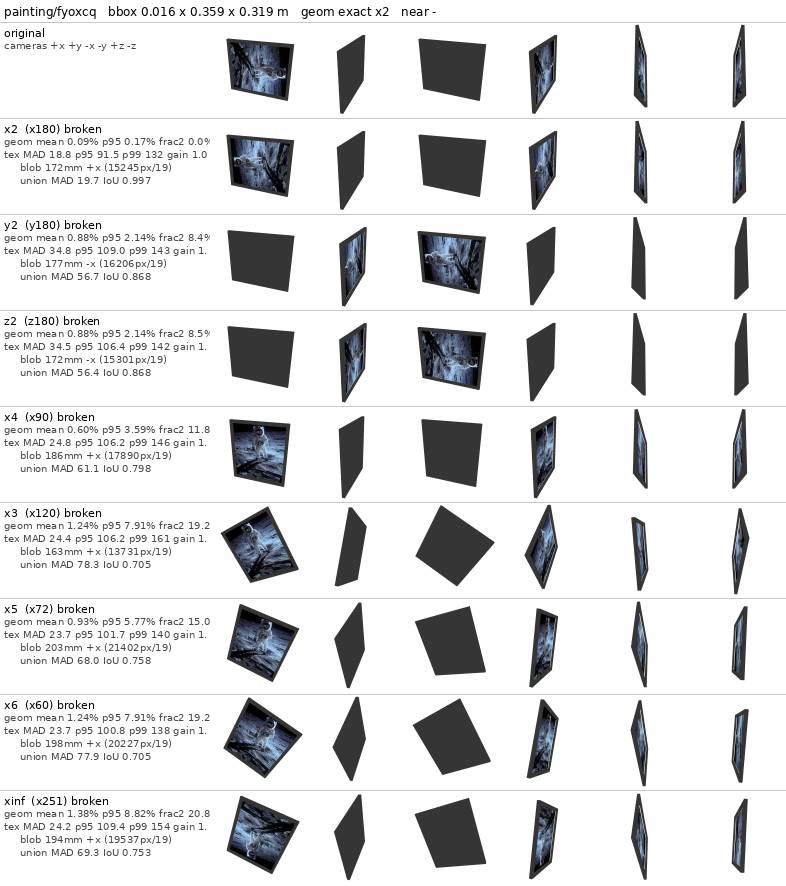 painting/fyoxcq bbox 0.016 x 0.359 x 0.319 m geom exact x2 near -
original
cameras +x +y -x -y +z -z
x2 (x180) broken
geom mean 0.09% p95 0.17% frac2 0.0%
tex MAD 18.8 p95 91.5 p99 132 gain 1.0
blob 172mm +x (15245px/19)
union MAD 19.7 IoU 0.997
y2 (y180) broken
geom mean 0.88% p95 2.14% frac2 8.4%
tex MAD 34.8 p95 109.0 p99 143 gain 1.
blob 177mm -x (16206px/19)
union MAD 56.7 IoU 0.868
z2 (z180) broken
geom mean 0.88% p95 2.14% frac2 8.5%
tex MAD 34.5 p95 106.4 p99 142 gain 1.
blob 172mm -x (15301px/19)
union MAD 56.4 IoU 0.868
x4 (x90) broken
geom mean 0.60% p95 3.59% frac2 11.8
tex MAD 24.8 p95 106.2 p99 146 gain 1.
blob 186mm +x (17890px/19)
union MAD 61.1 IoU 0.798
x3 (x120) broken
geom mean 1.24% p95 7.91% frac2 19.2
tex MAD 24.4 p95 106.2 p99 161 gain 1.
blob 163mm +x (13731px/19)
union MAD 78.3 IoU 0.705
x5 (x72) broken
geom mean 0.93% p95 5.77% frac2 15.0
tex MAD 23.7 p95 101.7 p99 140 gain 1.
blob 203mm +x (21402px/19)
union MAD 68.0 IoU 0.758
x6 (x60) broken
geom mean 1.24% p95 7.91% frac2 19.2
tex MAD 23.7 p95 100.8 p99 138 gain 1.
blob 198mm +x (20227px/19)
union MAD 77.9 IoU 0.705
xinf (x251) broken
geom mean 1.38% p95 8.82% frac2 20.8
tex MAD 24.2 p95 109.4 p99 154 gain 1.
blob 194mm +x (19537px/19)
union MAD 69.3 IoU 0.753